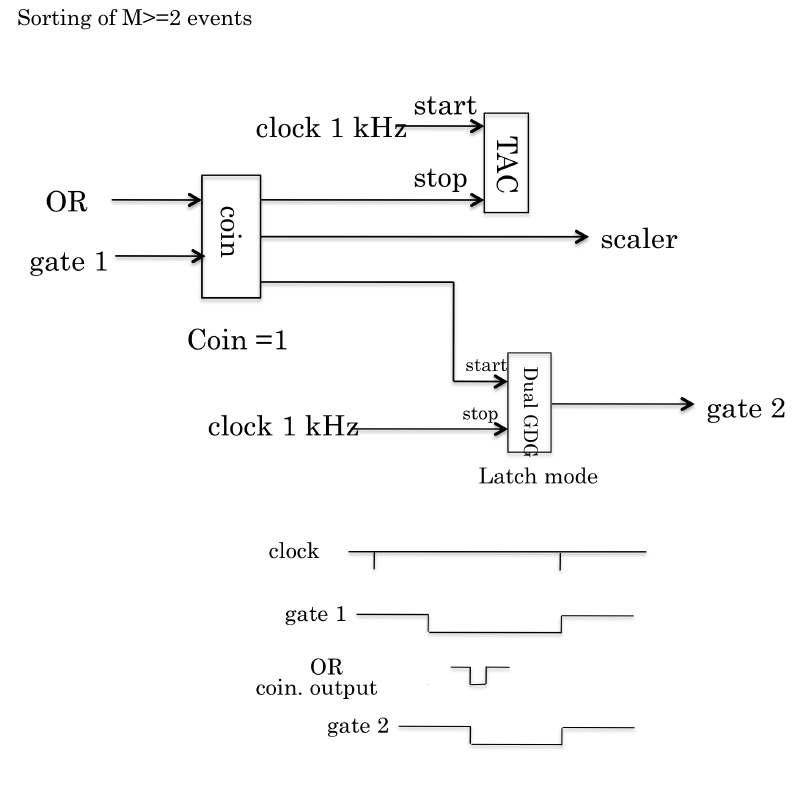 Sorting of M>=2 events
start
clock 1 kHz
TAC
stop
OR
coin
scaler
gate 1
Coin =1
start
Dual GDG
stop
gate 2
clock 1 kHz
Latch mode
clock
gate 1
OR
coin. output
gate 2